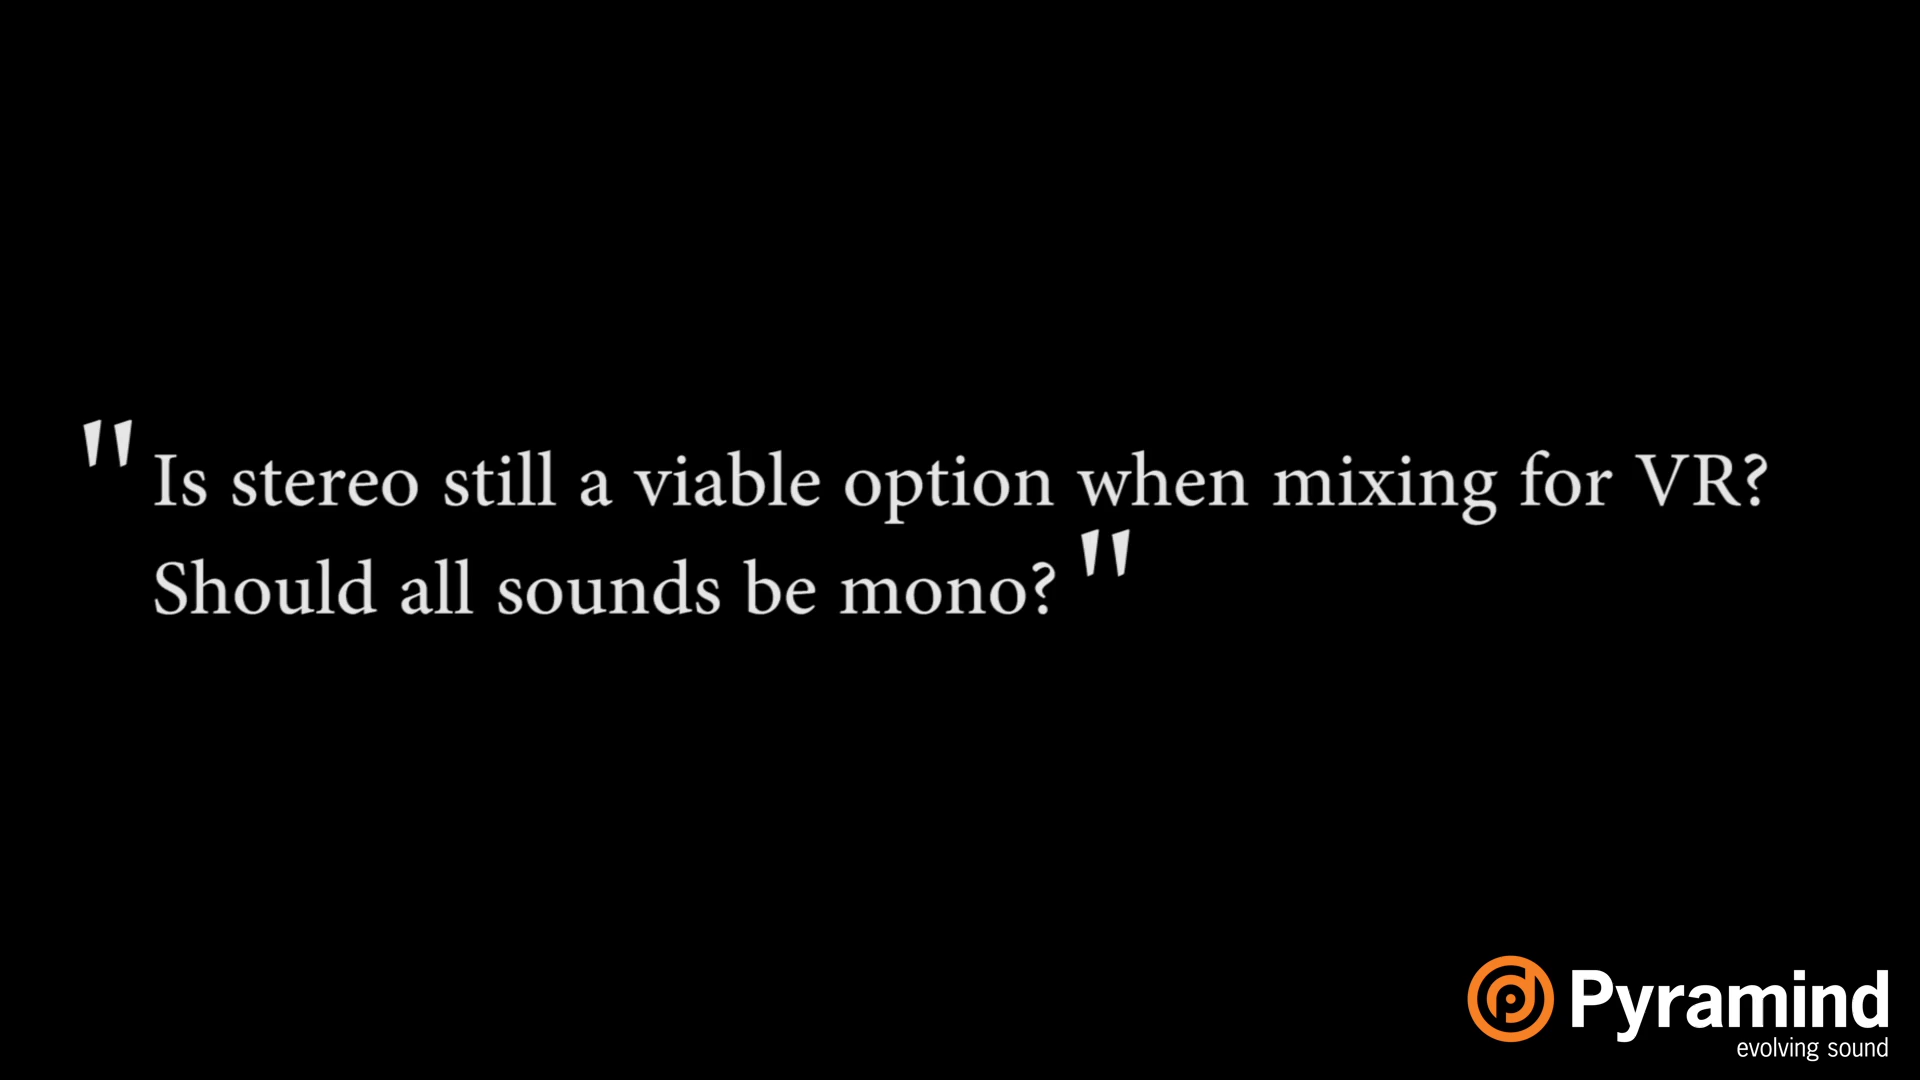 "Is stereo still a viable option when mixing for VR?
Should all sounds be mono?"
Pyramind
evolving sound